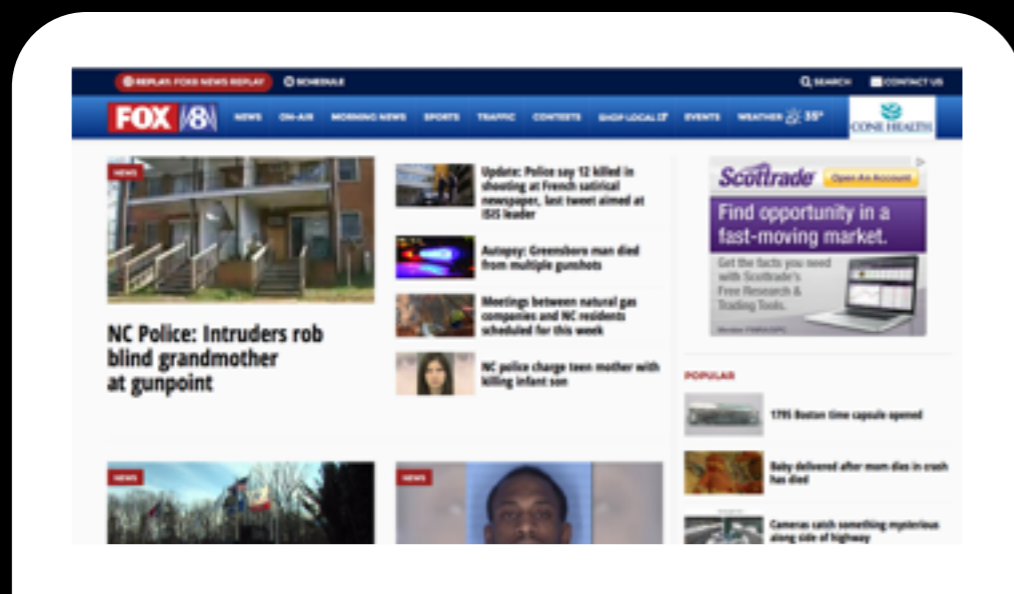 REPLAY: FOX8 NEWS REPLAY
SCHEDULE
SEARCH
CONTACT US
FOX 8
NEWS
ON-AIR
MORNING NEWS
SPORTS
TRAFFIC
CONTESTS
SHOP LOCAL
EVENTS
WEATHER
35°
CONE HEALTH
NEWS
NC Police: Intruders rob
blind grandmother
at gunpoint
Update: Police say 12 killed in
shooting at French satirical
newspaper, last tweet aimed at
ISIS leader
Autopsy: Greensboro man died
from multiple gunshots
Meetings between natural gas
companies and NC residents
scheduled for this week
NC police charge teen mother with
killing infant son
NEWS
NEWS
Scottrade
Open An Account
Find opportunity in a
fast-moving market.
Get the facts you need
with Scottrade's
Free Research &
Trading Tools.
Member FINRA/SIPC
POPULAR
1795 Boston time capsule opened
Baby delivered after mom dies in crash
has died
Cameras catch something mysterious
along side of highway